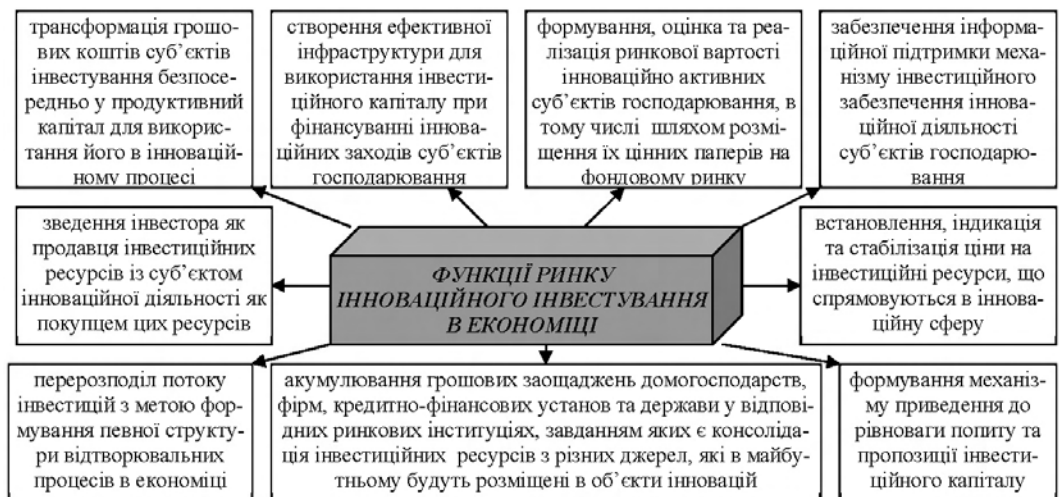 трансформація грошо-
вих коштів суб’єктів
інвестування безпосе-
редньо у продуктивний
капітал для викорис-
тання його в інновацій-
ному процесі
створення ефективної
інфраструктури для
використання інвести-
ційного капіталу при
фінансуванні іннова-
ційних заходів суб’єктів
господарювання
формування, оцінка та реа-
лізація ринкової вартості
інноваційно активних
суб’єктів господарювання, в
тому числі шляхом розмі-
щення їх цінних паперів на
фондовому ринку
забезпечення інформа-
ційної підтримки меха-
нізму інвестиційного
забезпечення іннова-
ційної діяльності
суб’єктів господарю-
вання
зведення інвестора як
продавця інвестиційних
ресурсів із суб’єктом
інноваційної діяльності як
покупцем цих ресурсів
ФУНКЦІЇ РИНКУ
ІННОВАЦІЙНОГО ІНВЕСТУВАННЯ
В ЕКОНОМІЦІ
встановлення, індикація
та стабілізація ціни на
інвестиційні ресурси, що
спрямовуються в іннова-
ційну сферу
перерозподіл потоку
інвестицій з метою фор-
мування певної структу-
ри відтворювальних
процесів в економіці
акумулювання грошових заощаджень домогосподарств,
фірм, кредитно-фінансових установ та держави у відпові-
дних ринкових інституціях, завданням яких є консоліда-
ція інвестиційних ресурсів з різних джерел, які в майбу-
тньому будуть розміщені в об’єкти інновацій
формування механіз-
му приведення до
рівноваги попиту та
пропозиції інвести-
ційного капіталу